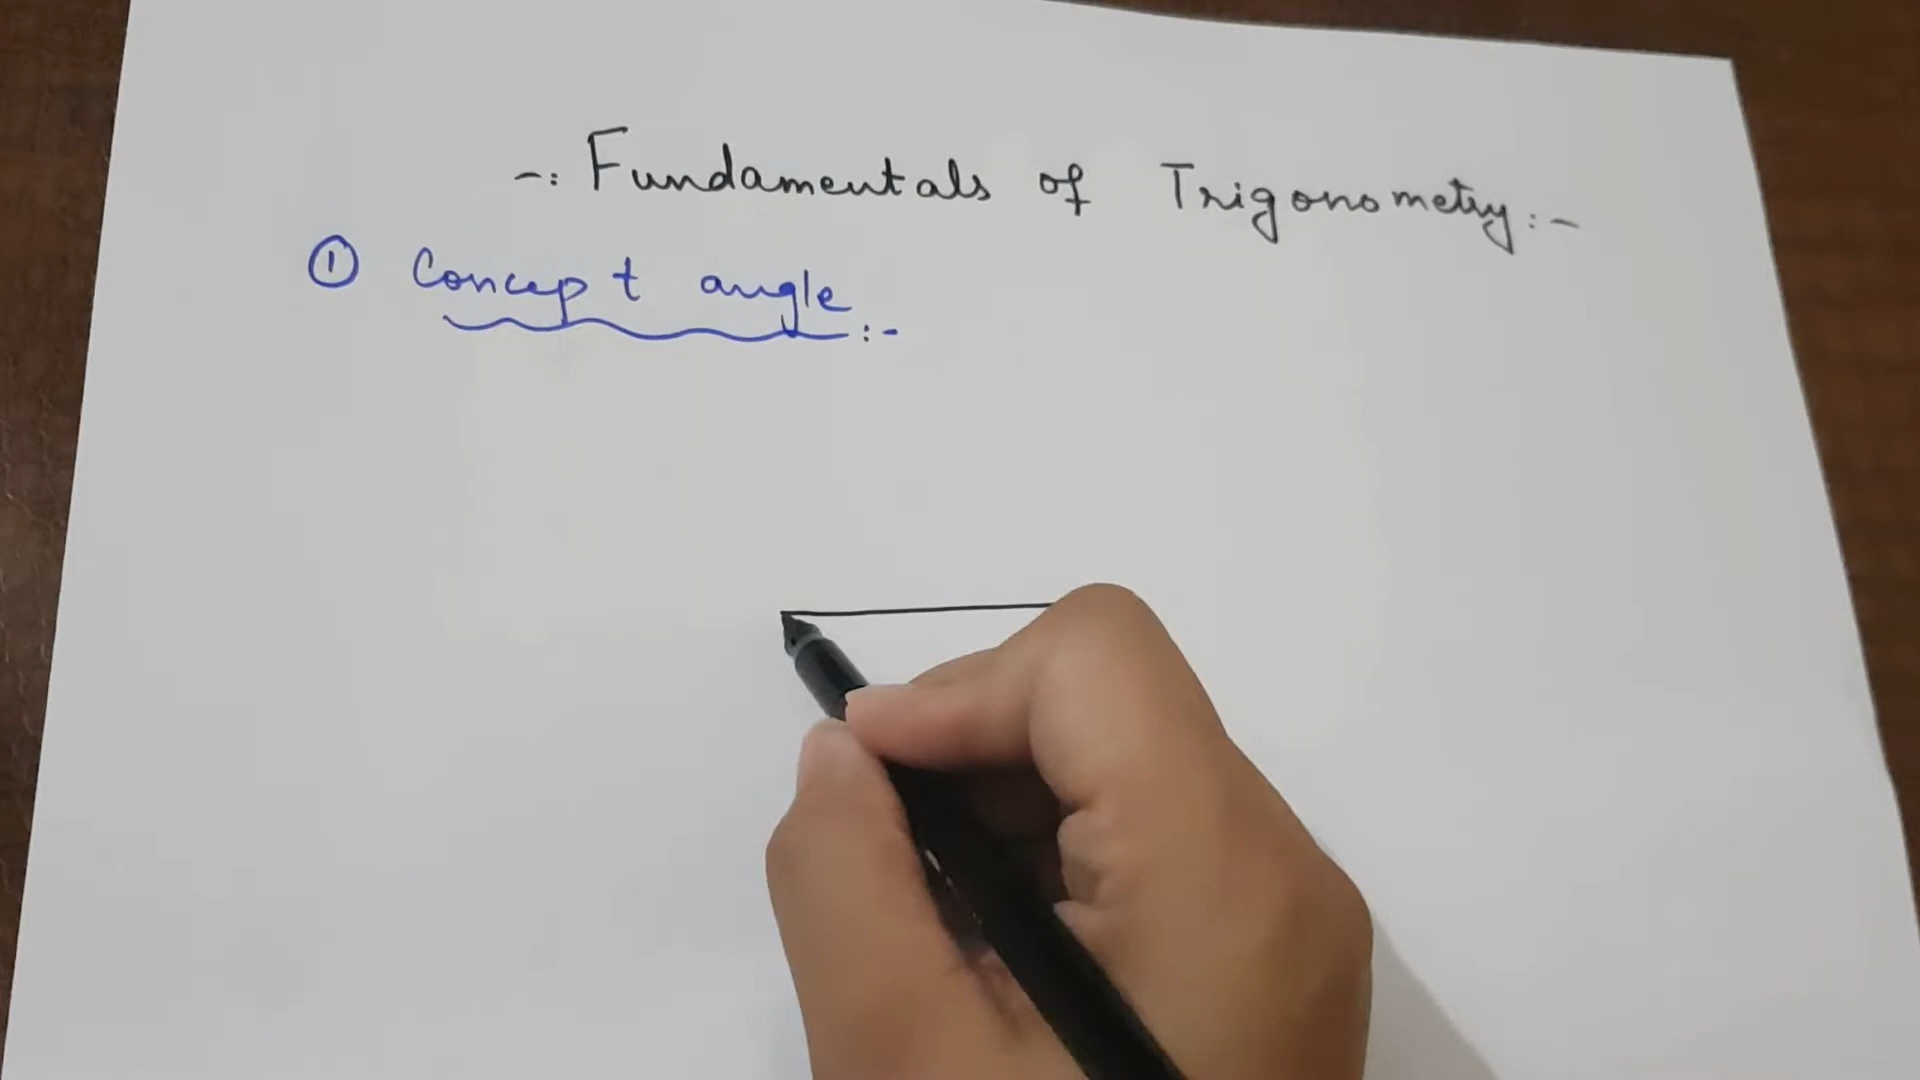 -: Fundamentals of Trigonometry :-
① Concept angle :-